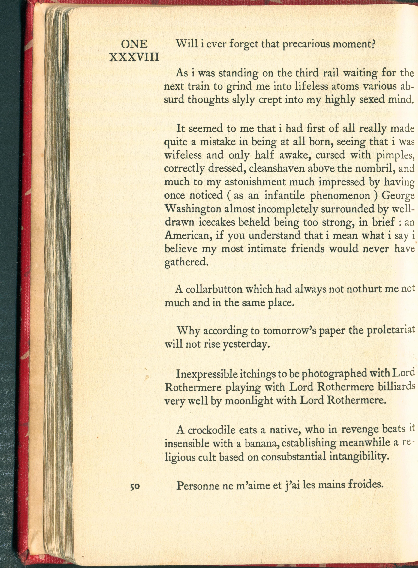 ONE
XXXVIII
Will i ever forget that precarious moment?
As i was standing on the third rail waiting for the
next train to grind me into lifeless atoms various ab-
surd thoughts slyly crept into my highly sexed mind.
It seemed to me that i had first of all really made
quite a mistake in being at all born, seeing that i was
wifeless and only half awake, cursed with pimples,
correctly dressed, cleanshaven above the nombril, and
much to my astonishment much impressed by having
once noticed ( as an infantile phenomenon ) George
Washington almost incompletely surrounded by well-
drawn icecakes beheld being too strong, in brief : an
American, if you understand that i mean what i say i
believe my most intimate friends would never have
gathered.
A collarbutton which had always not nothurt me not
much and in the same place.
Why according to tomorrow's paper the proletariat
will not rise yesterday.
Inexpressible itchings to be photographed with Lord
Rothermere playing with Lord Rothermere billiards
very well by moonlight with Lord Rothermere.
A crockodile eats a native, who in revenge beats it
insensible with a banana, establishing meanwhile a re-
ligious cult based on consubstantial intangibility.
50 Personne ne m'aime et j'ai les mains froides.